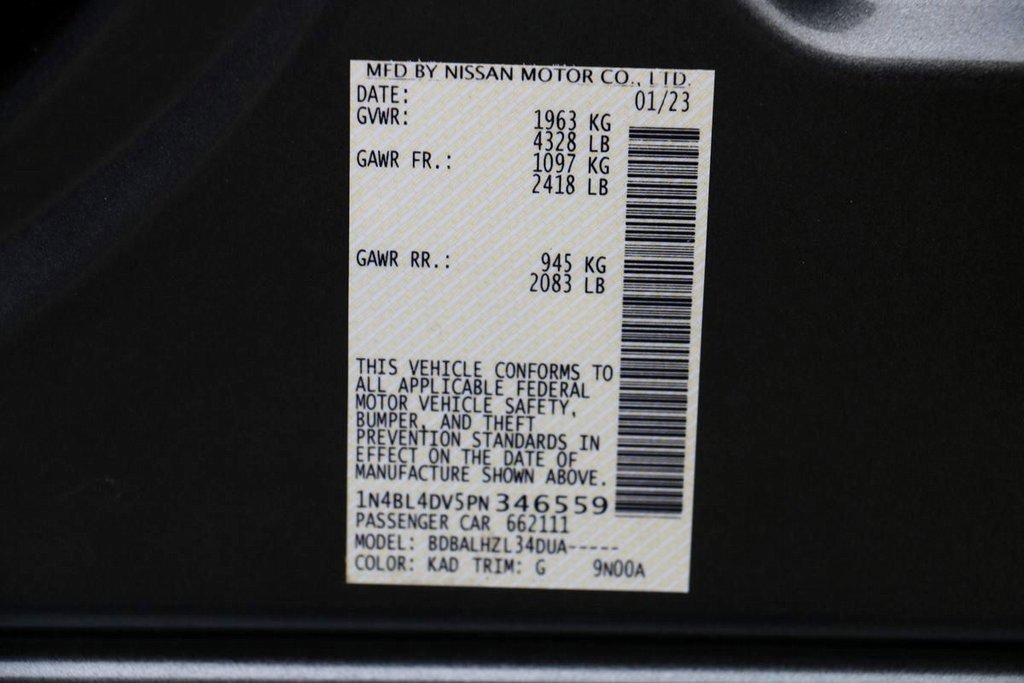 MFD BY NISSAN MOTOR CO., LTD.
DATE: 01/23
GVWR: 1963 KG
4328 LB
GAWR FR.: 1097 KG
2418 LB
GAWR RR.: 945 KG
2083 LB
THIS VEHICLE CONFORMS TO
ALL APPLICABLE FEDERAL
MOTOR VEHICLE SAFETY,
BUMPER, AND THEFT
PREVENTION STANDARDS IN
EFFECT ON THE DATE OF
MANUFACTURE SHOWN ABOVE.
1N4BL4DV5PN346559
PASSENGER CAR 662111
MODEL: BDBALHZL34DUA-----
COLOR: KAD TRIM: G 9N00A